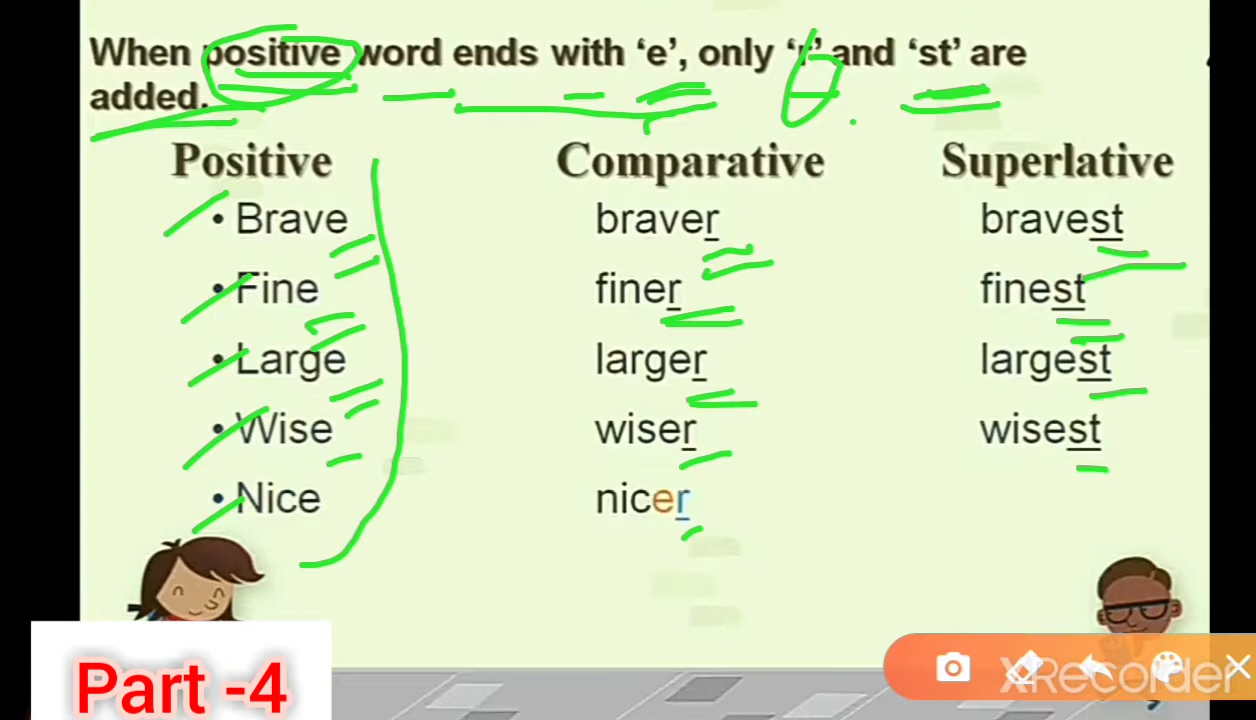 When positive word ends with ‘e’, only ‘r’ and ‘st’ are
added.
Positive Comparative Superlative
• Brave braver bravest
• Fine finer finest
• Large larger largest
• Wise wiser wisest
• Nice nicer
Part -4
XRecorder